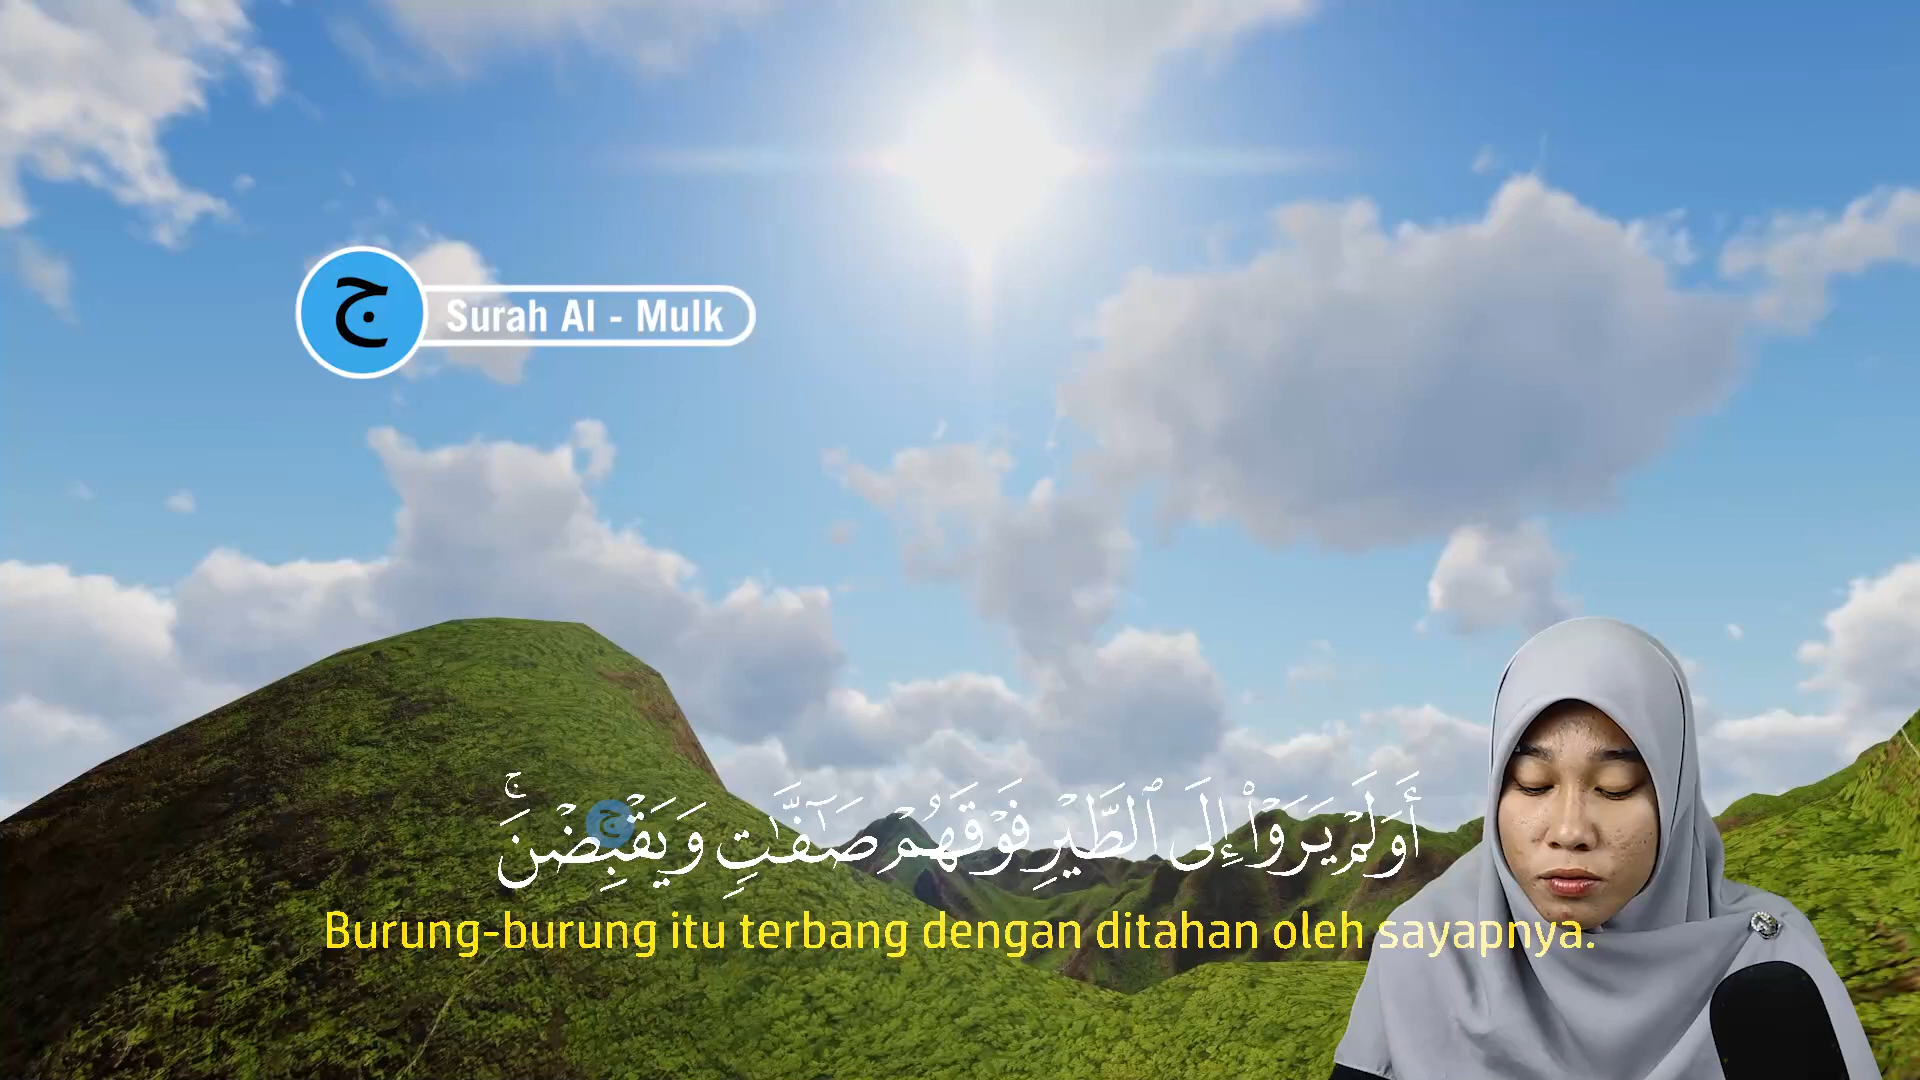 ج
Surah Al - Mulk
أَوَلَمْ يَرَوْا۟ إِلَى ٱلطَّيْرِ فَوْقَهُمْ صَـٰٓفَّـٰتٍ وَيَقْبِضْنَ ۚ
ج
Burung-burung itu terbang dengan ditahan oleh sayapnya.